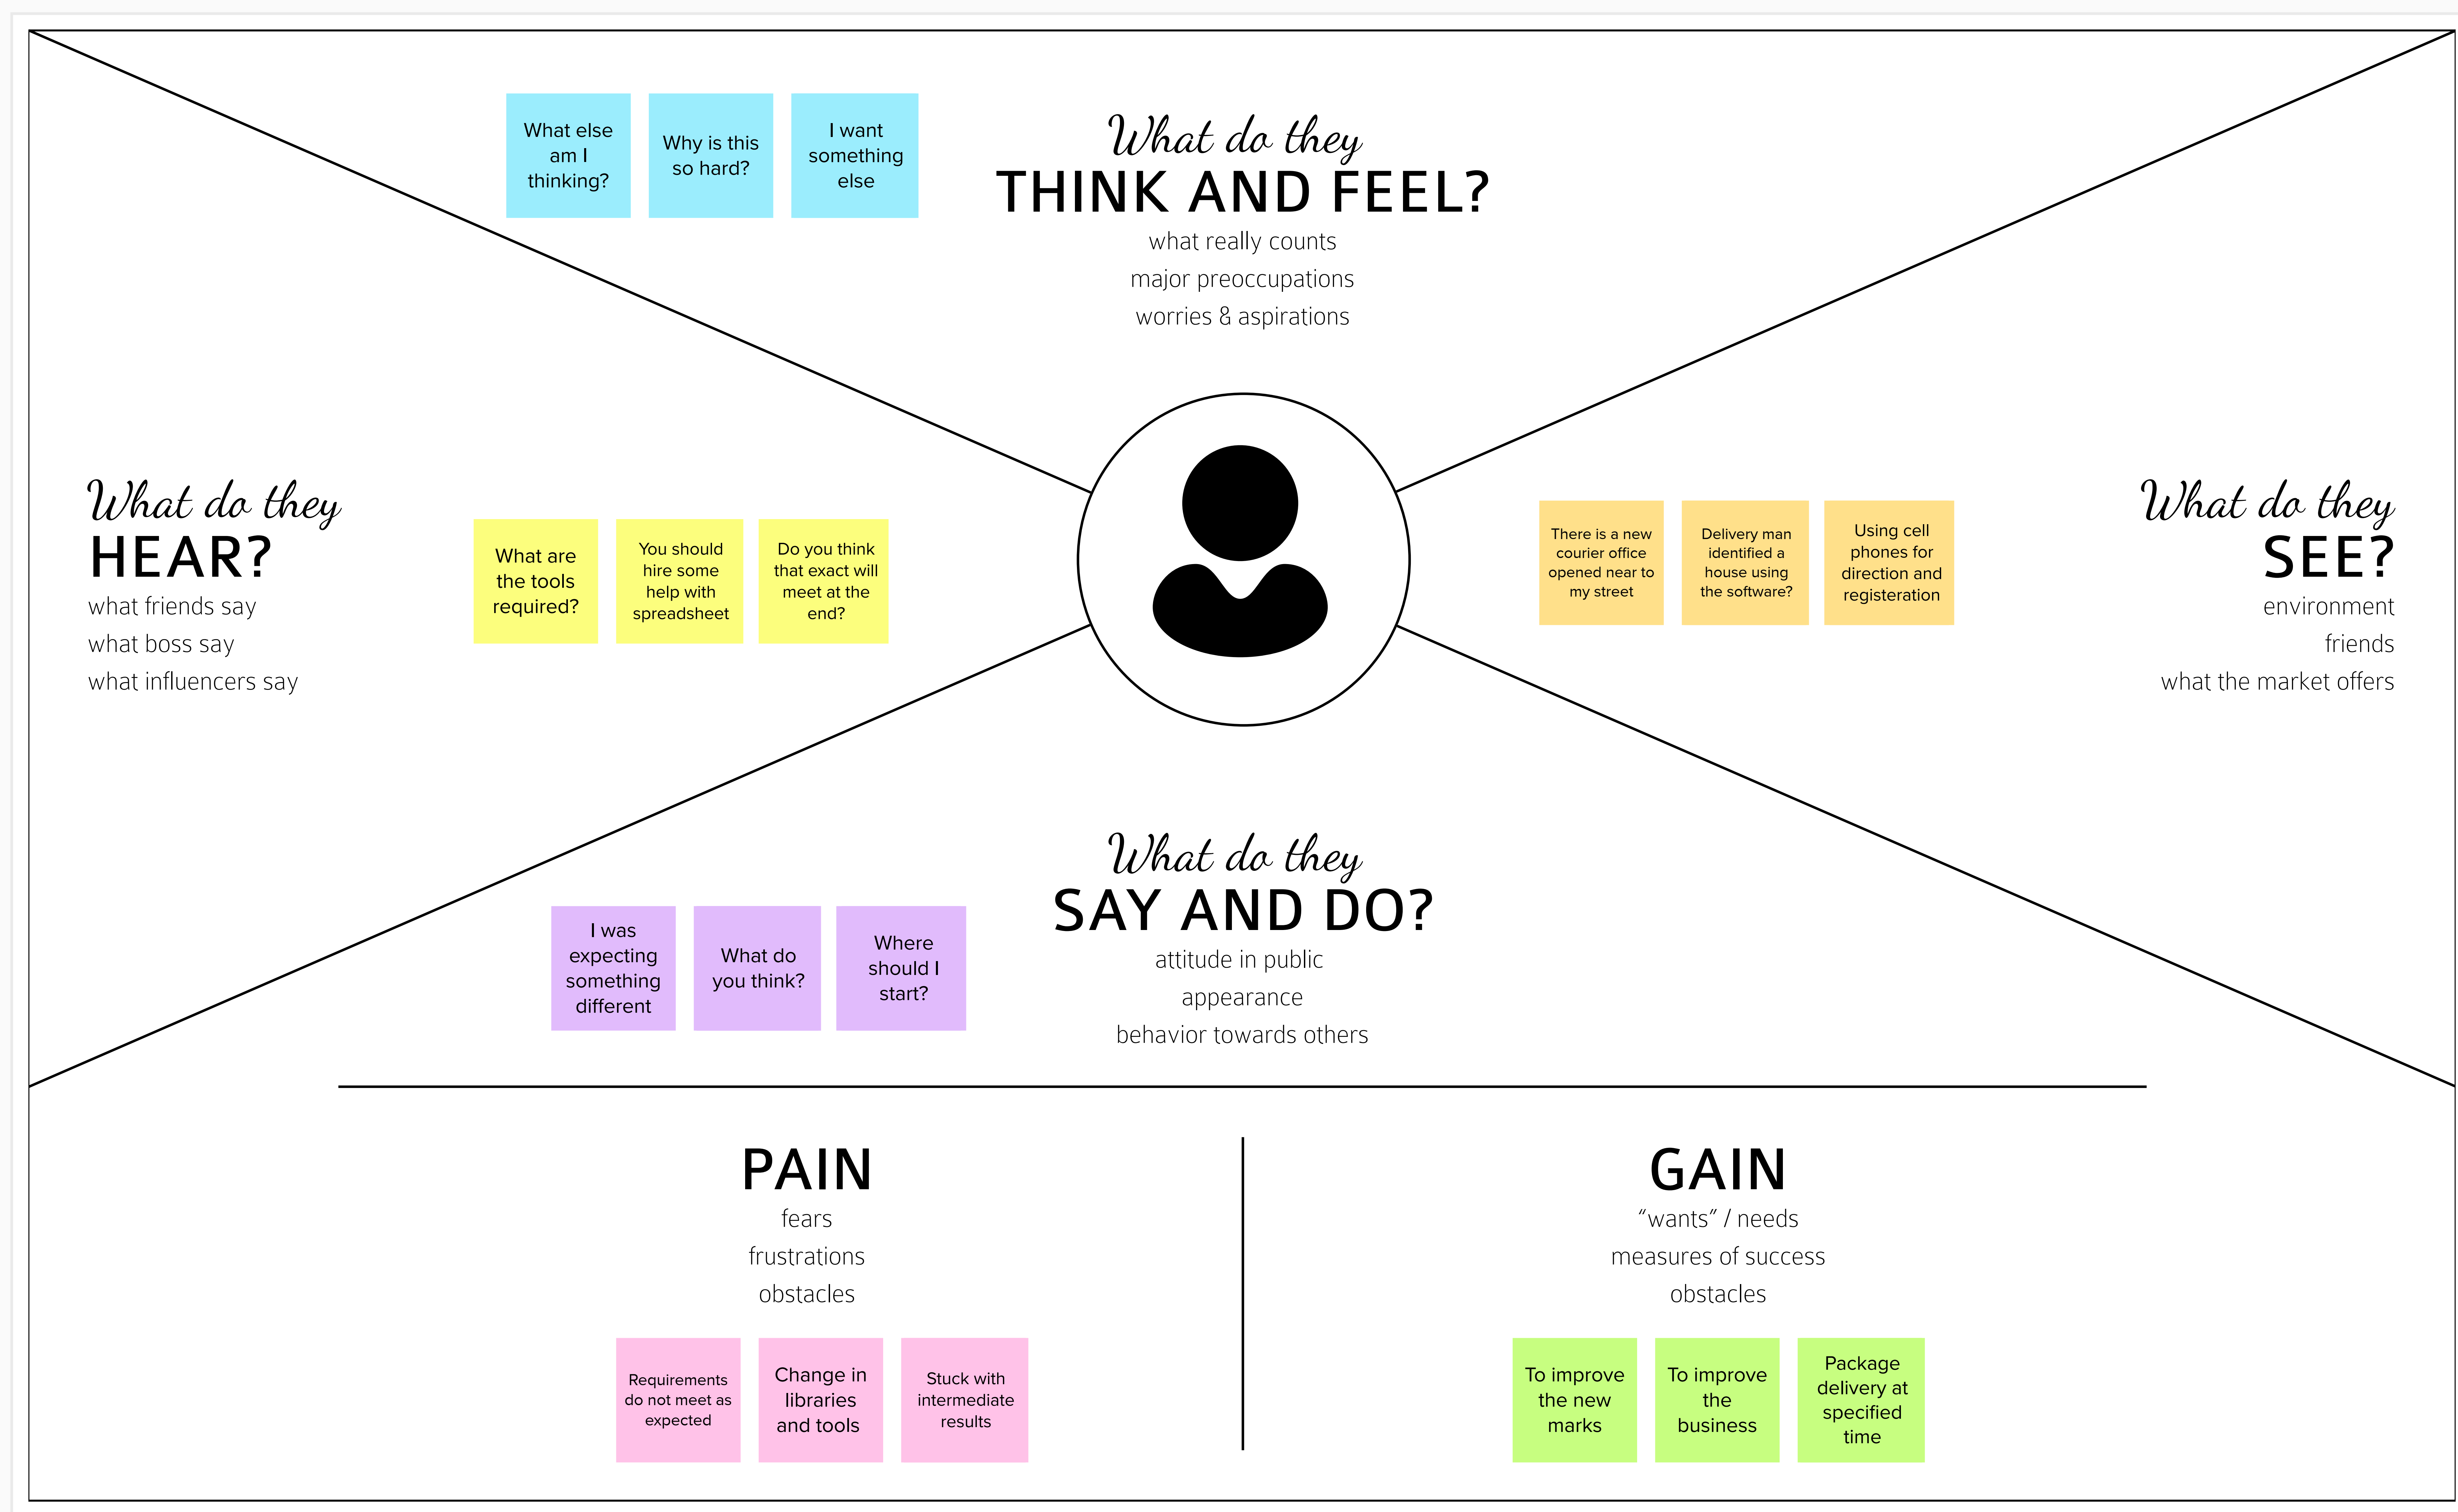 What else
am I
thinking?
Why is this
so hard?
I want
something
else
What do they
THINK AND FEEL?
what really counts
major preoccupations
worries & aspirations
What do they
HEAR?
what friends say
what boss say
what influencers say
What are
the tools
required?
You should
hire some
help with
spreadsheet
Do you think
that exact will
meet at the
end?
There is a new
courier office
opened near to
my street
Delivery man
identified a
house using
the software?
Using cell
phones for
direction and
registeration
What do they
SEE?
environment
friends
what the market offers
What do they
SAY AND DO?
attitude in public
appearance
behavior towards others
I was
expecting
something
different
What do
you think?
Where
should I
start?
PAIN
fears
frustrations
obstacles
Requirements
do not meet as
expected
Change in
libraries
and tools
Stuck with
intermediate
results
GAIN
“wants” / needs
measures of success
obstacles
To improve
the new
marks
To improve
the
business
Package
delivery at
specified
time